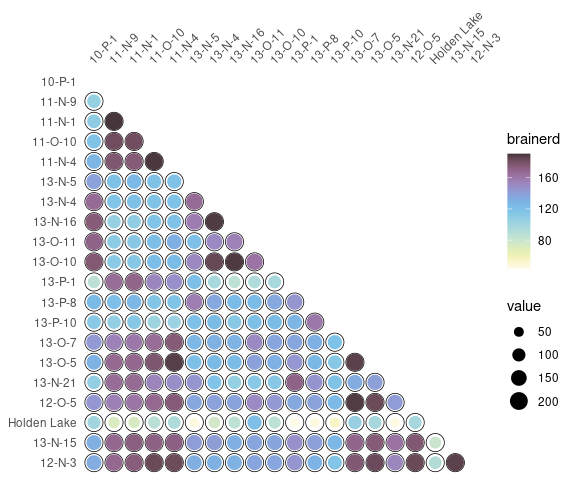 10-P-1 11-N-9 11-N-1 11-O-10 11-N-4 13-N-5 13-N-4 13-N-16 13-O-11 13-O-10 13-P-1 13-P-8 13-P-10 13-O-7 13-O-5 13-N-21 12-O-5 Holden Lake 13-N-15 12-N-3
10-P-1
11-N-9
11-N-1
11-O-10
11-N-4
13-N-5
13-N-4
13-N-16
13-O-11
13-O-10
13-P-1
13-P-8
13-P-10
13-O-7
13-O-5
13-N-21
12-O-5
Holden Lake
13-N-15
12-N-3
brainerd
160
120
80
value
50
100
150
200